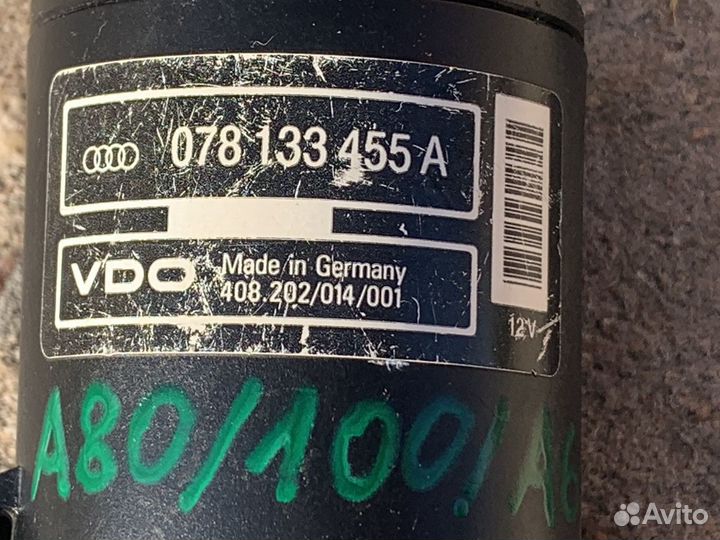 078 133 455 A
VDO Made in Germany
408.202/014/001
12V
A80/100/A6
Avito